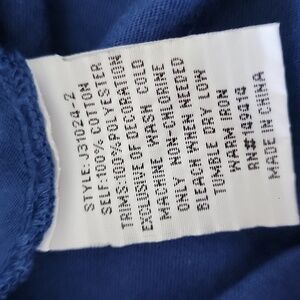 STYLE:J31024-2
SELF:100% COTTON
TRIMS:100%POLYESTER
EXCLUSIVE OF DECORATION
MACHINE WASH COLD
ONLY NON-CHLORINE
BLEACH WHEN NEEDED
TUMBLE DRY LOW
WARM IRON
RN#149414
MADE IN CHINA